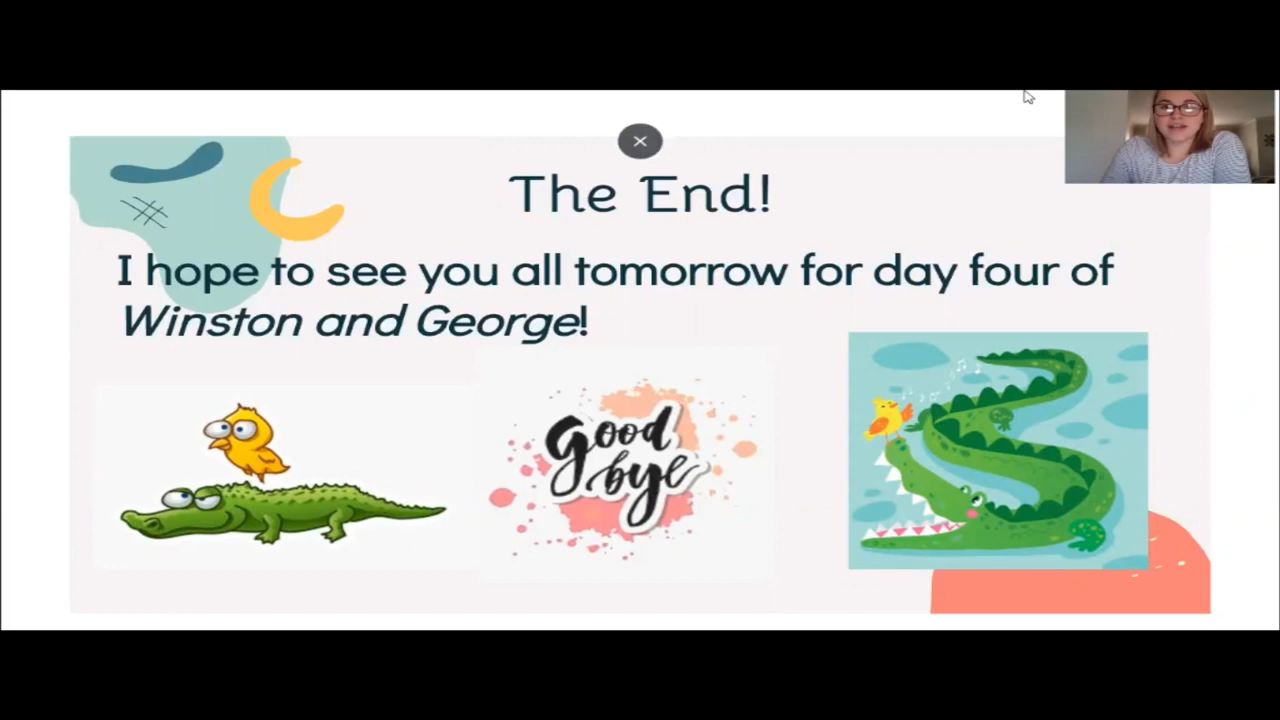 The End!
I hope to see you all tomorrow for day four of
Winston and George!
Good
bye